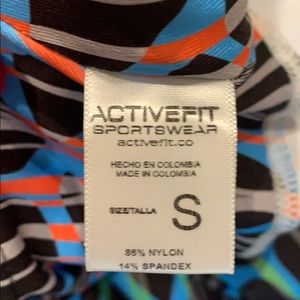 ACTIVEFIT
SPORTSWEAR
activefit.co
HECHO EN COLOMBIA
MADE IN COLOMBIA
SIZE/TALLA S
86% NYLON
14% SPANDEX